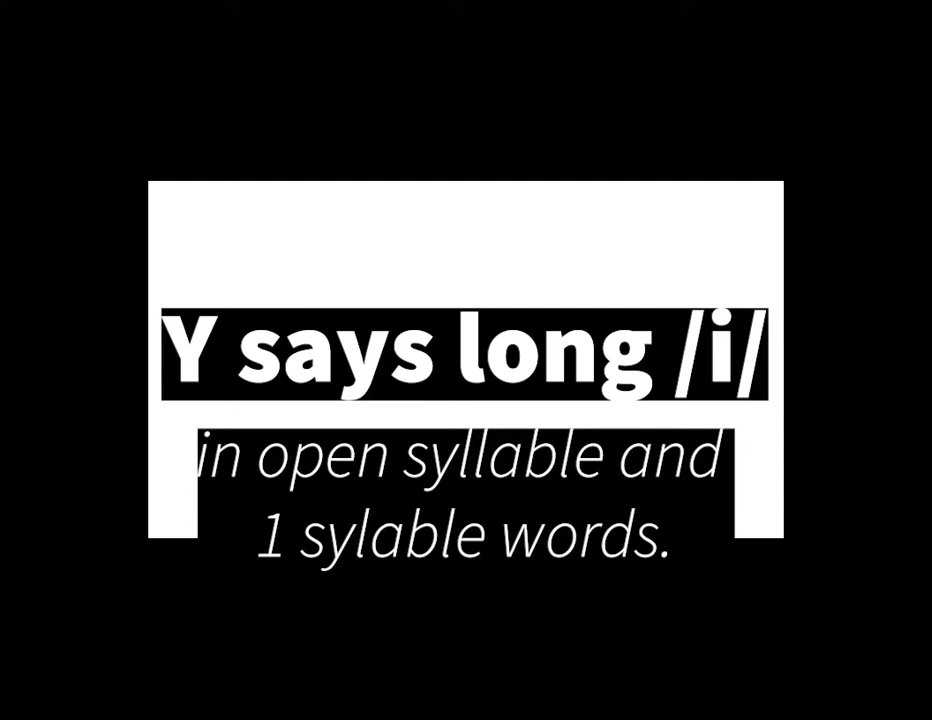 Y says long /i/
in open syllable and
1 sylable words.